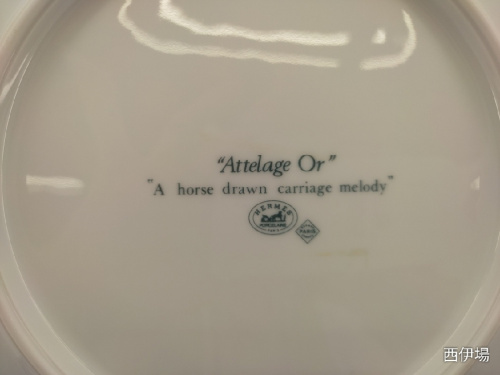 “Attelage Or”
"A horse drawn carriage melody"
HERMES
PARIS
西伊場